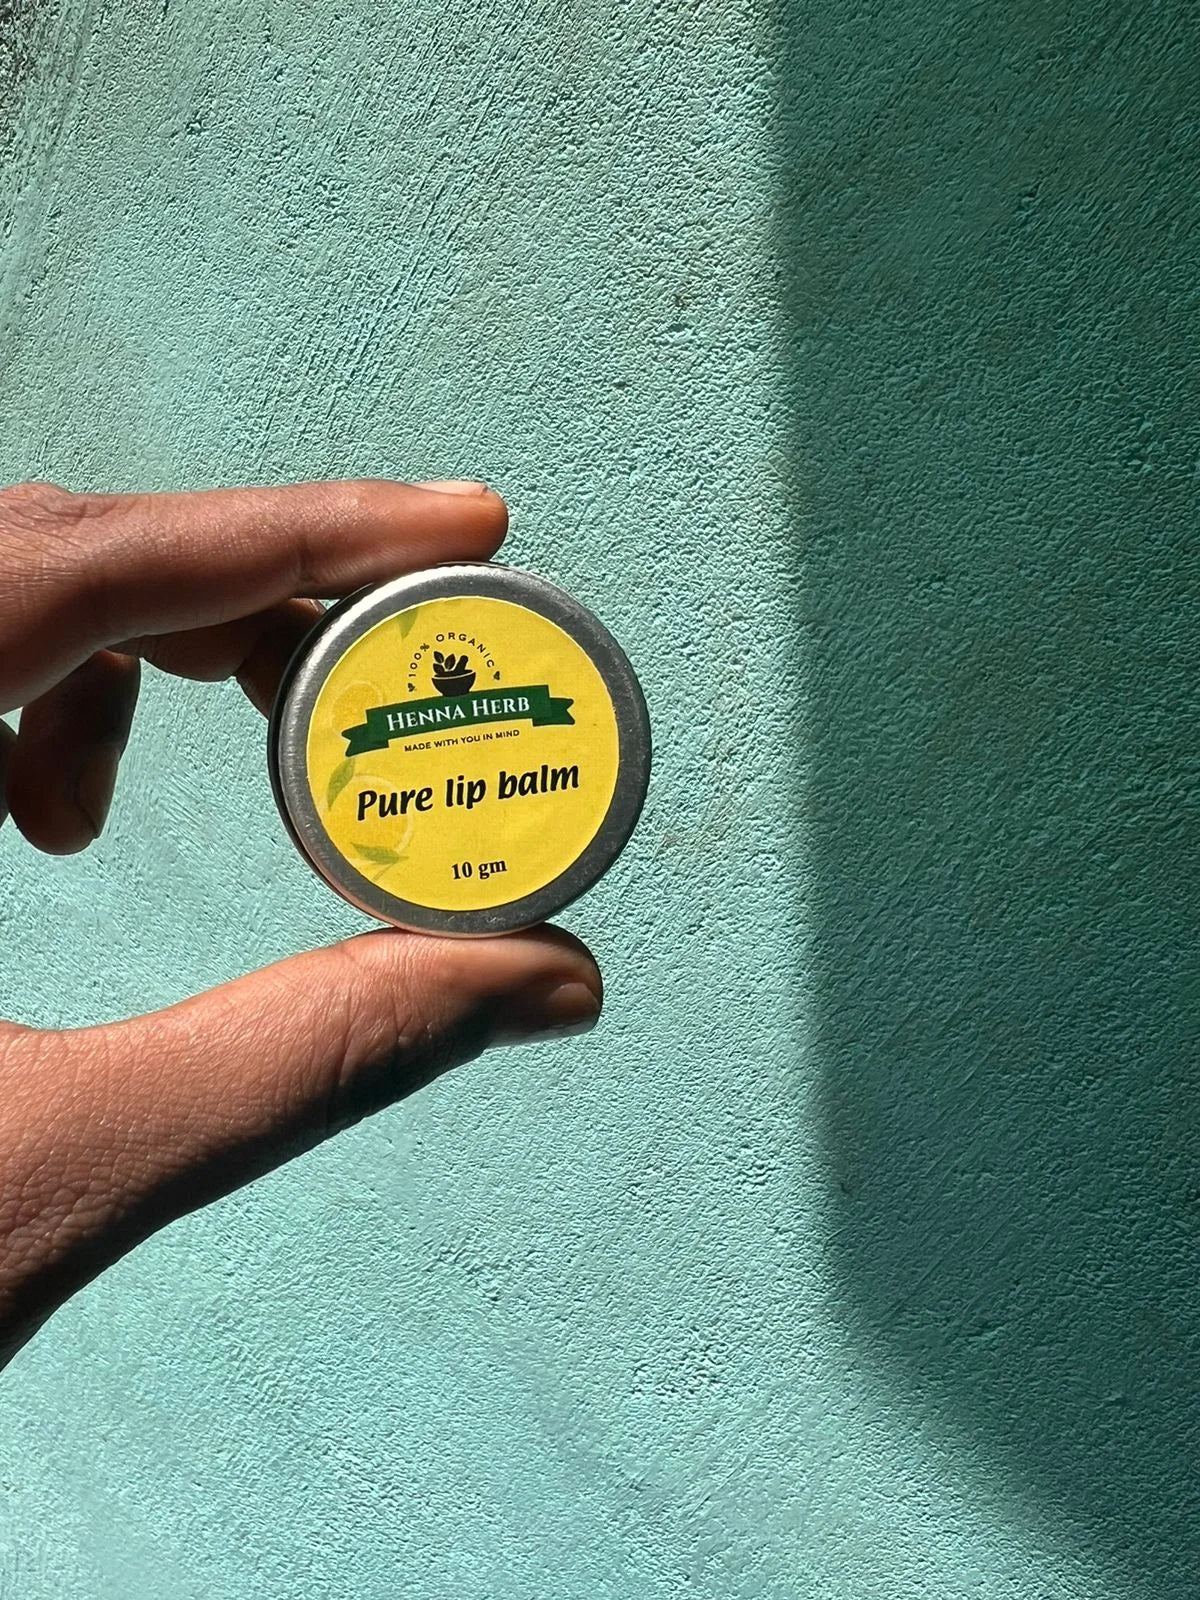 100% ORGANIC
HENNA HERB
MADE WITH YOU IN MIND
Pure lip balm
10 gm